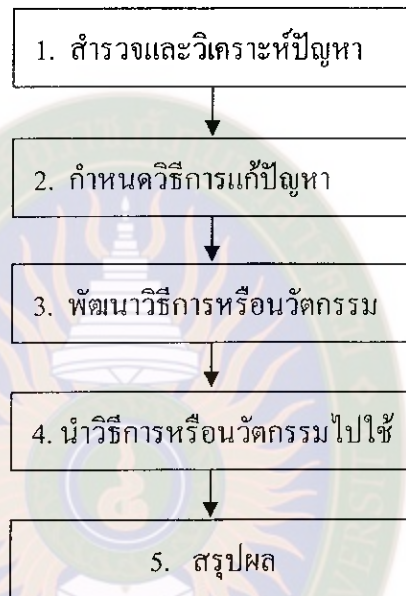 1. สำรวจและวิเคราะห์ปัญหา
2. กำหนดวิธีการแก้ปัญหา
3. พัฒนาวิธีการหรือนวัตกรรม
4. นำวิธีการหรือนวัตกรรมไปใช้
5. สรุปผล